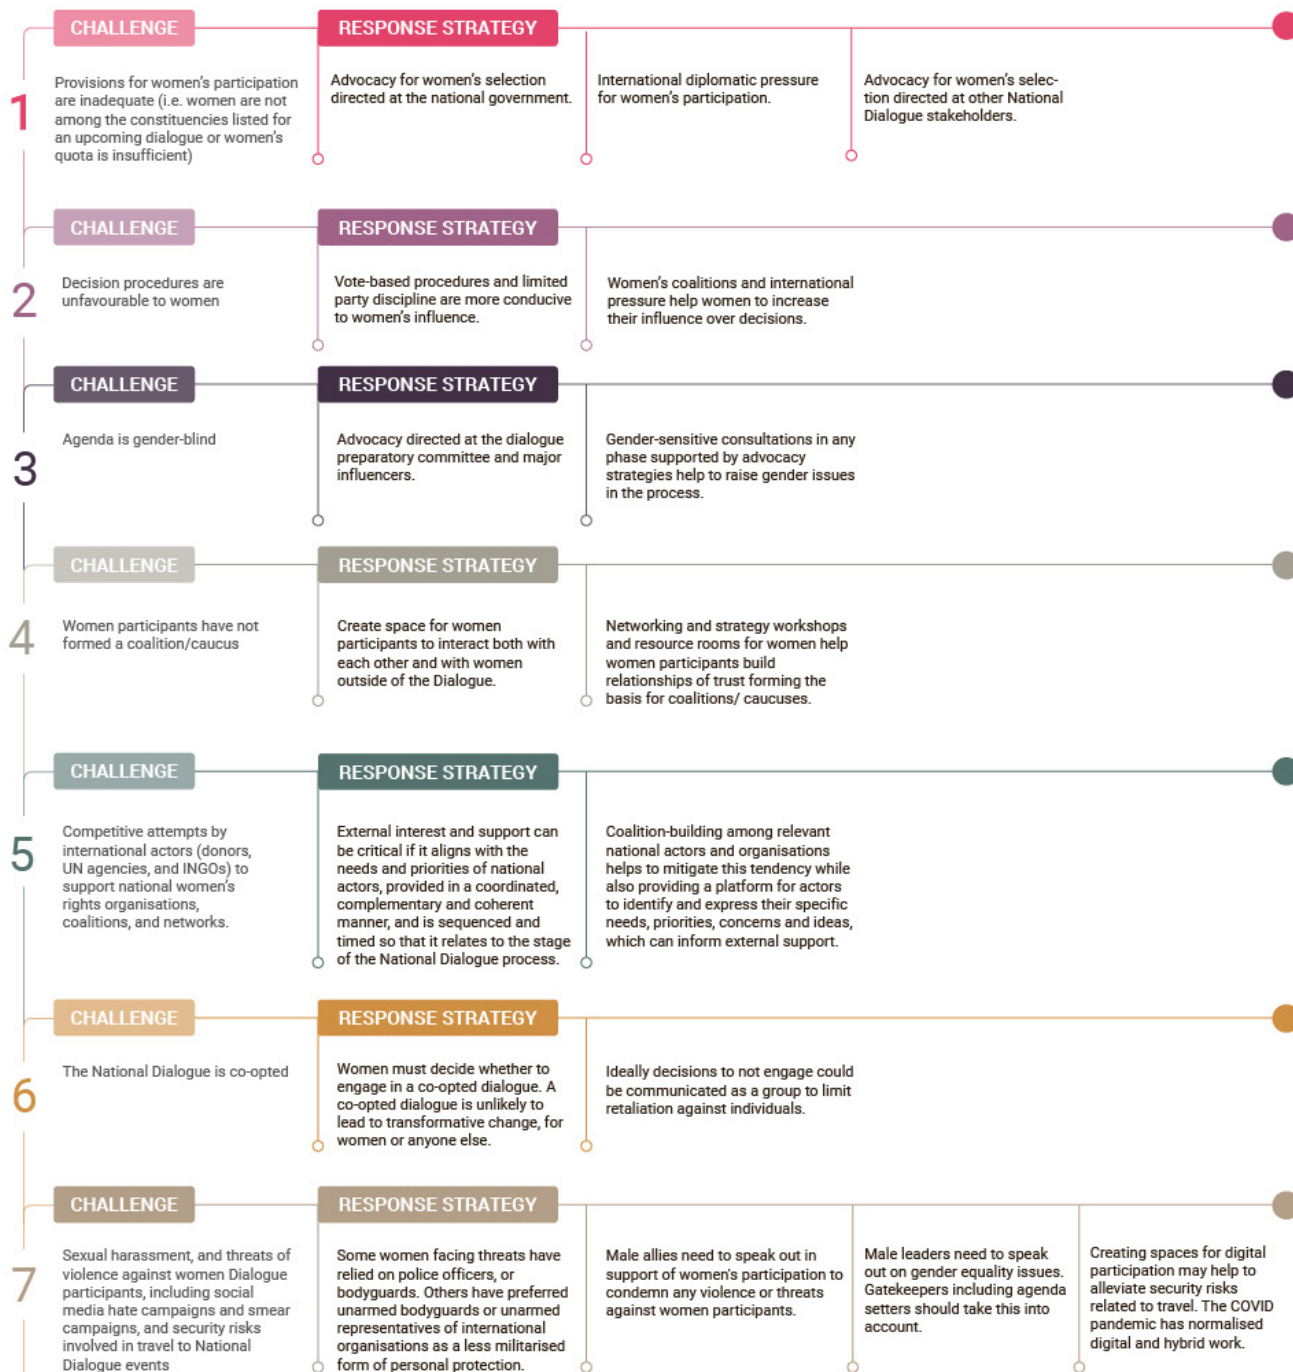 CHALLENGE
RESPONSE STRATEGY
1
Provisions for women's participation
are inadequate (i.e. women are not
among the constituencies listed for
an upcoming dialogue or women's
quota is insufficient)
Advocacy for women's selection
directed at the national government.
International diplomatic pressure
for women's participation.
Advocacy for women's selec-
tion directed at other National
Dialogue stakeholders.
CHALLENGE
RESPONSE STRATEGY
2
Decision procedures are
unfavourable to women
Vote-based procedures and limited
party discipline are more conducive
to women's influence.
Women's coalitions and international
pressure help women to increase
their influence over decisions.
CHALLENGE
RESPONSE STRATEGY
3
Agenda is gender-blind
Advocacy directed at the dialogue
preparatory committee and major
influencers.
Gender-sensitive consultations in any
phase supported by advocacy
strategies help to raise gender issues
in the process.
CHALLENGE
RESPONSE STRATEGY
4
Women participants have not
formed a coalition/caucus
Create space for women
participants to interact both with
each other and with women
outside of the Dialogue.
Networking and strategy workshops
and resource rooms for women help
women participants build
relationships of trust forming the
basis for coalitions/ caucuses.
CHALLENGE
RESPONSE STRATEGY
5
Competitive attempts by
international actors (donors,
UN agencies, and INGOs) to
support national women's
rights organisations,
coalitions, and networks.
External interest and support can
be critical if it aligns with the
needs and priorities of national
actors, provided in a coordinated,
complementary and coherent
manner, and is sequenced and
timed so that it relates to the stage
of the National Dialogue process.
Coalition-building among relevant
national actors and organisations
helps to mitigate this tendency while
also providing a platform for actors
to identify and express their specific
needs, priorities, concerns and ideas,
which can inform external support.
CHALLENGE
RESPONSE STRATEGY
6
The National Dialogue is co-opted
Women must decide whether to
engage in a co-opted dialogue. A
co-opted dialogue is unlikely to
lead to transformative change, for
women or anyone else.
Ideally decisions to not engage could
be communicated as a group to limit
retaliation against individuals.
CHALLENGE
RESPONSE STRATEGY
7
Sexual harassment, and threats of
violence against women Dialogue
participants, including social
media hate campaigns and smear
campaigns, and security risks
involved in travel to National
Dialogue events
Some women facing threats have
relied on police officers, or
bodyguards. Others have preferred
unarmed bodyguards or unarmed
representatives of international
organisations as a less militarised
form of personal protection.
Male allies need to speak out in
support of women's participation to
condemn any violence or threats
against women participants.
Male leaders need to speak
out on gender equality issues.
Gatekeepers including agenda
setters should take this into
account.
Creating spaces for digital
participation may help to
alleviate security risks
related to travel. The COVID
pandemic has normalised
digital and hybrid work.